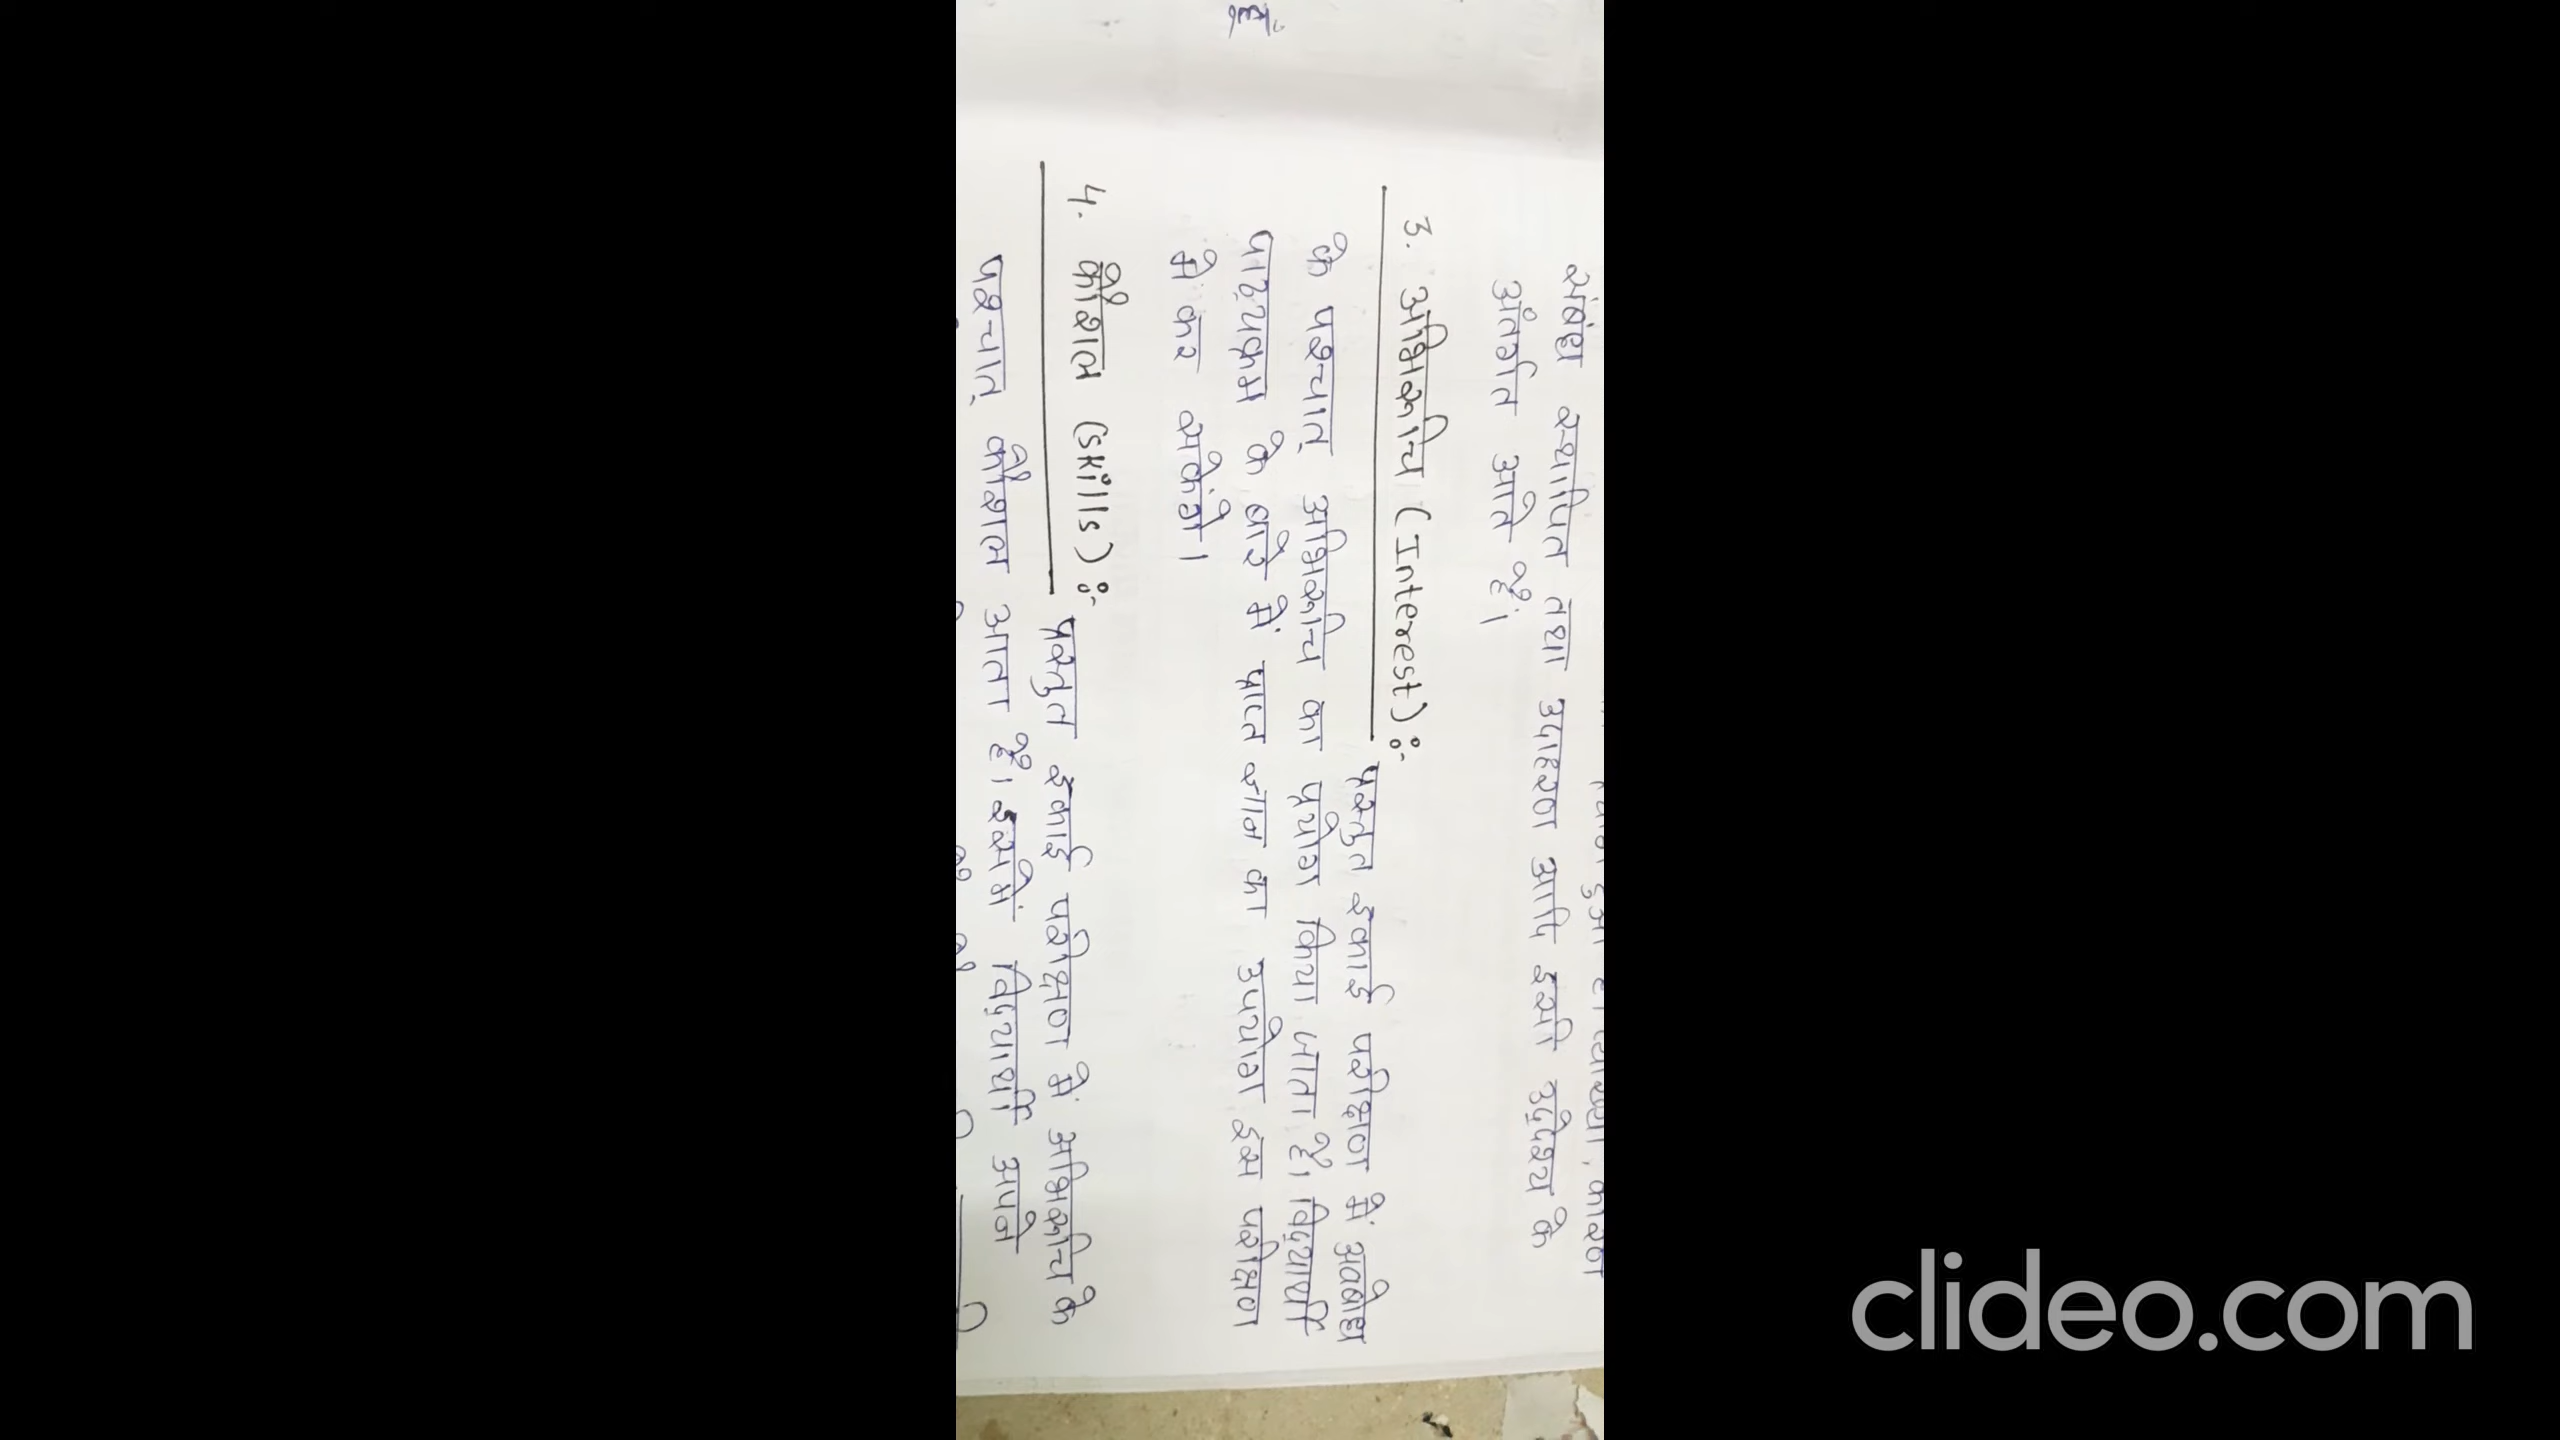 हैं
व्याख्या, कारण
संबंध स्थापित तथा उदाहरण आदि इसी उद्देश्य के
अंतर्गत आते हैं।
3. अभिरूचि (Interest):-
प्रस्तुत इकाई परीक्षण में अवबोध
के पश्चात् अभिरूचि का प्रयोग किया जाता है। विद्यार्थी
पाठ्यक्रम के बारे में प्राप्त ज्ञान का उपयोग इस परीक्षण
में कर सकेंगे।
4. कौशल (Skills):-
प्रस्तुत इकाई परीक्षण में अभिरूचि के
पश्चात् कौशल आता है। इसमें विद्यार्थी अपने
clideo.com